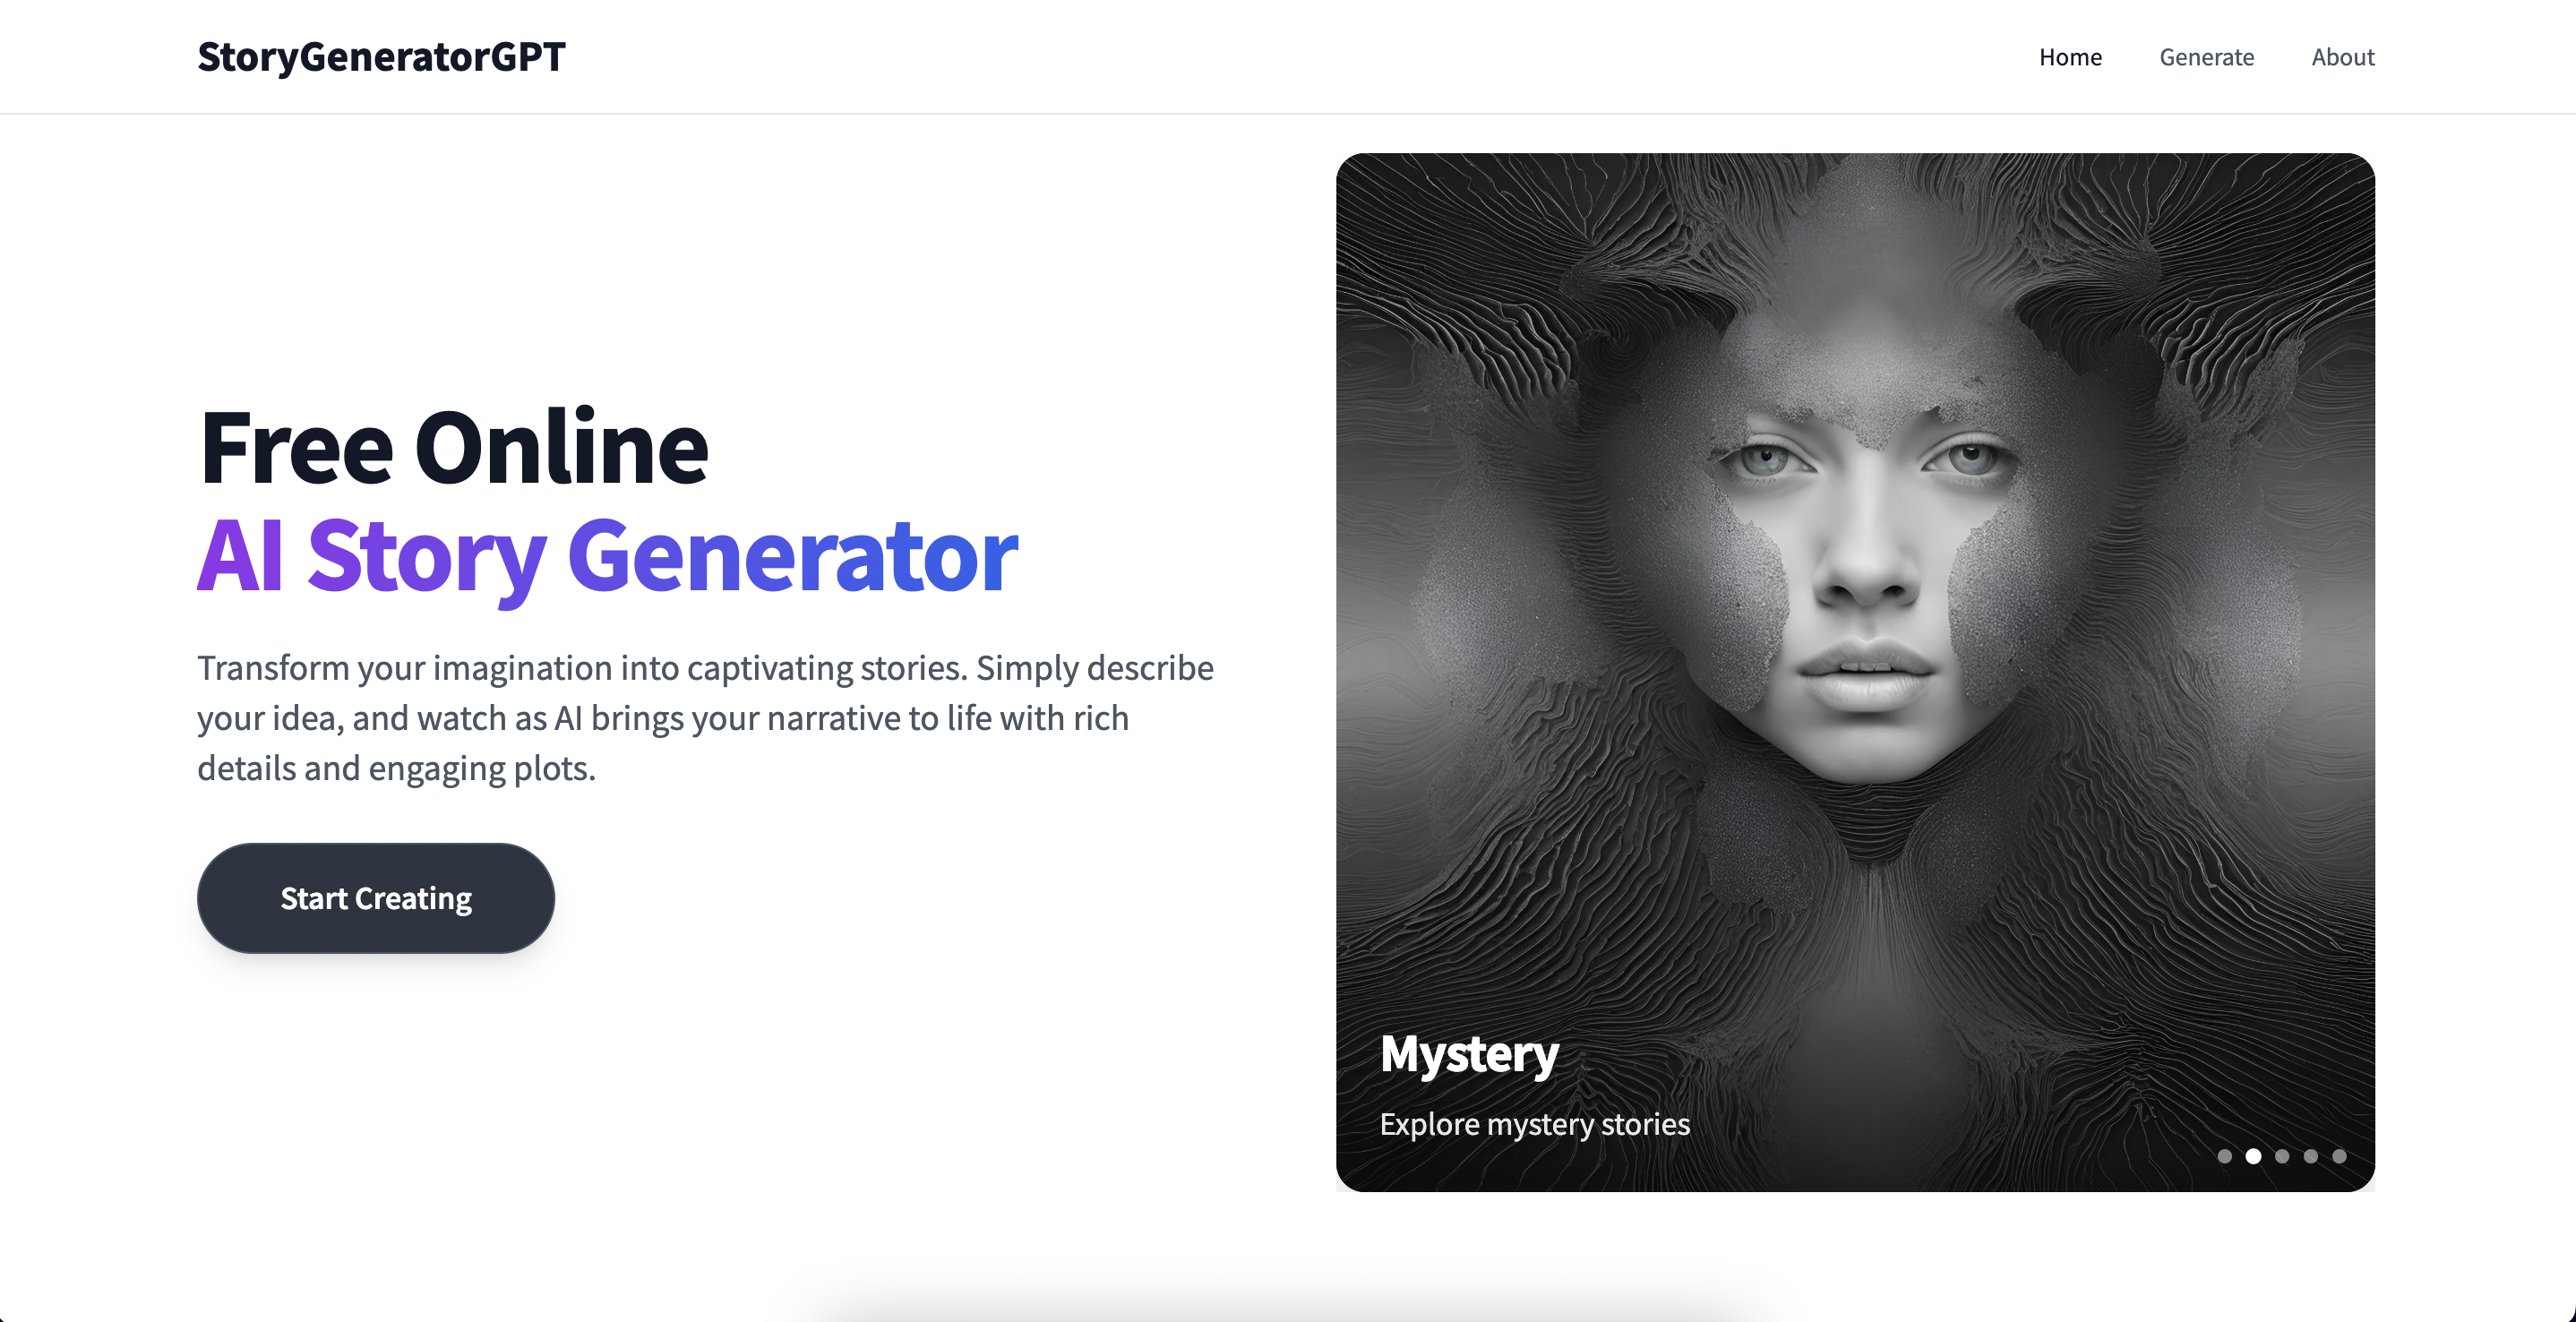 StoryGeneratorGPT
Home Generate About
Free Online
AI Story Generator
Transform your imagination into captivating stories. Simply describe
your idea, and watch as AI brings your narrative to life with rich
details and engaging plots.
Start Creating
Mystery
Explore mystery stories